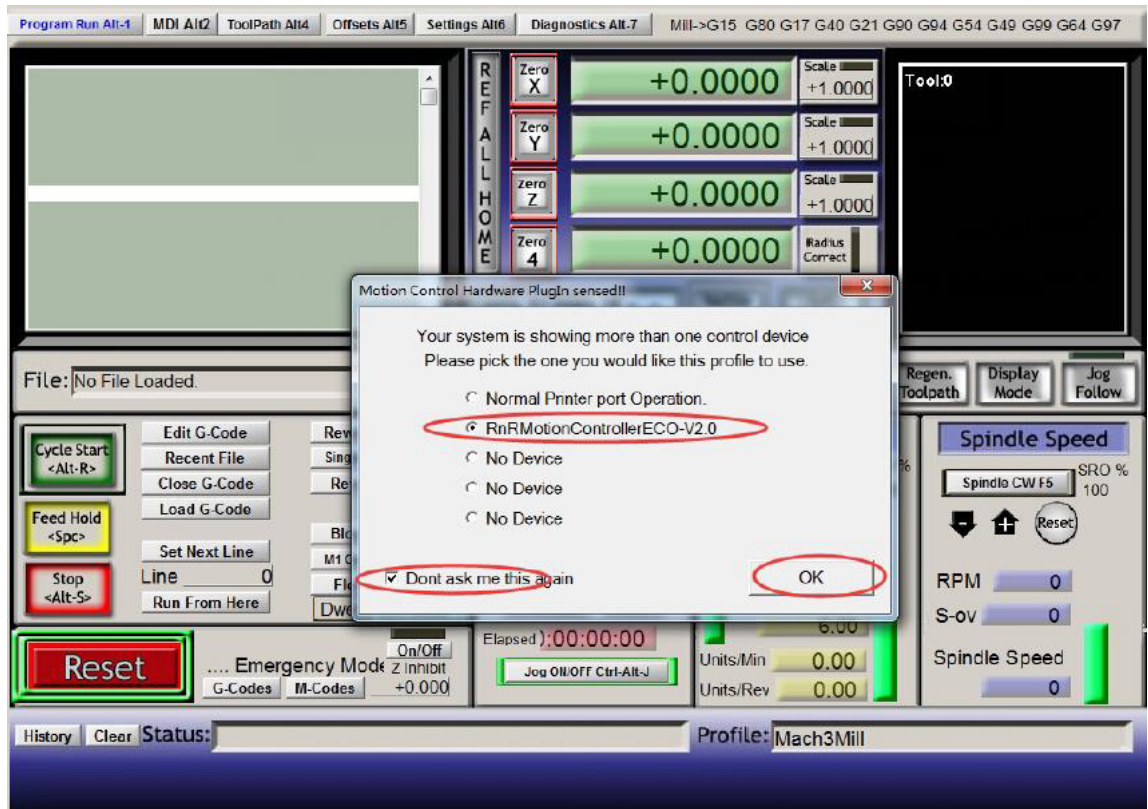 Program Run Alt-1 MDI Alt2 ToolPath Alt4 Offsets Alt5 Settings Alt6 Diagnostics Alt-7 Mill->G15 G80 G17 G40 G21 G90 G94 G54 G49 G99 G64 G97
REF ALL HOME
Zero X +0.0000 Scale +1.0000
Zero Y +0.0000 Scale +1.0000
Zero Z +0.0000 Scale +1.0000
Zero 4 +0.0000 Radius Correct
Tool:0
Motion Control Hardware PlugIn sensed!!
Your system is showing more than one control device
Please pick the one you would like this profile to use.
Normal Printer port Operation.
RnRMotionControllerECO-V2.0
No Device
No Device
No Device
Dont ask me this again
OK
File: No File Loaded.
Regen. Toolpath
Display Mode
Jog Follow
Cycle Start <Alt-R>
Feed Hold <Spc>
Stop <Alt-S>
Edit G-Code
Recent File
Close G-Code
Load G-Code
Set Next Line
Line 0
Run From Here
Spindle Speed
Spindle CW F5
SRO %
100
Reset
RPM 0
S-ov 0
Spindle Speed
0
Reset
.... Emergency Mode
G-Codes M-Codes
On/Off
Z Inhibit
+0.000
Elapsed ):00:00:00
Jog ON/OFF Ctrl-Alt-J
6.00
Units/Min 0.00
Units/Rev 0.00
History Clear Status:
Profile: Mach3Mill